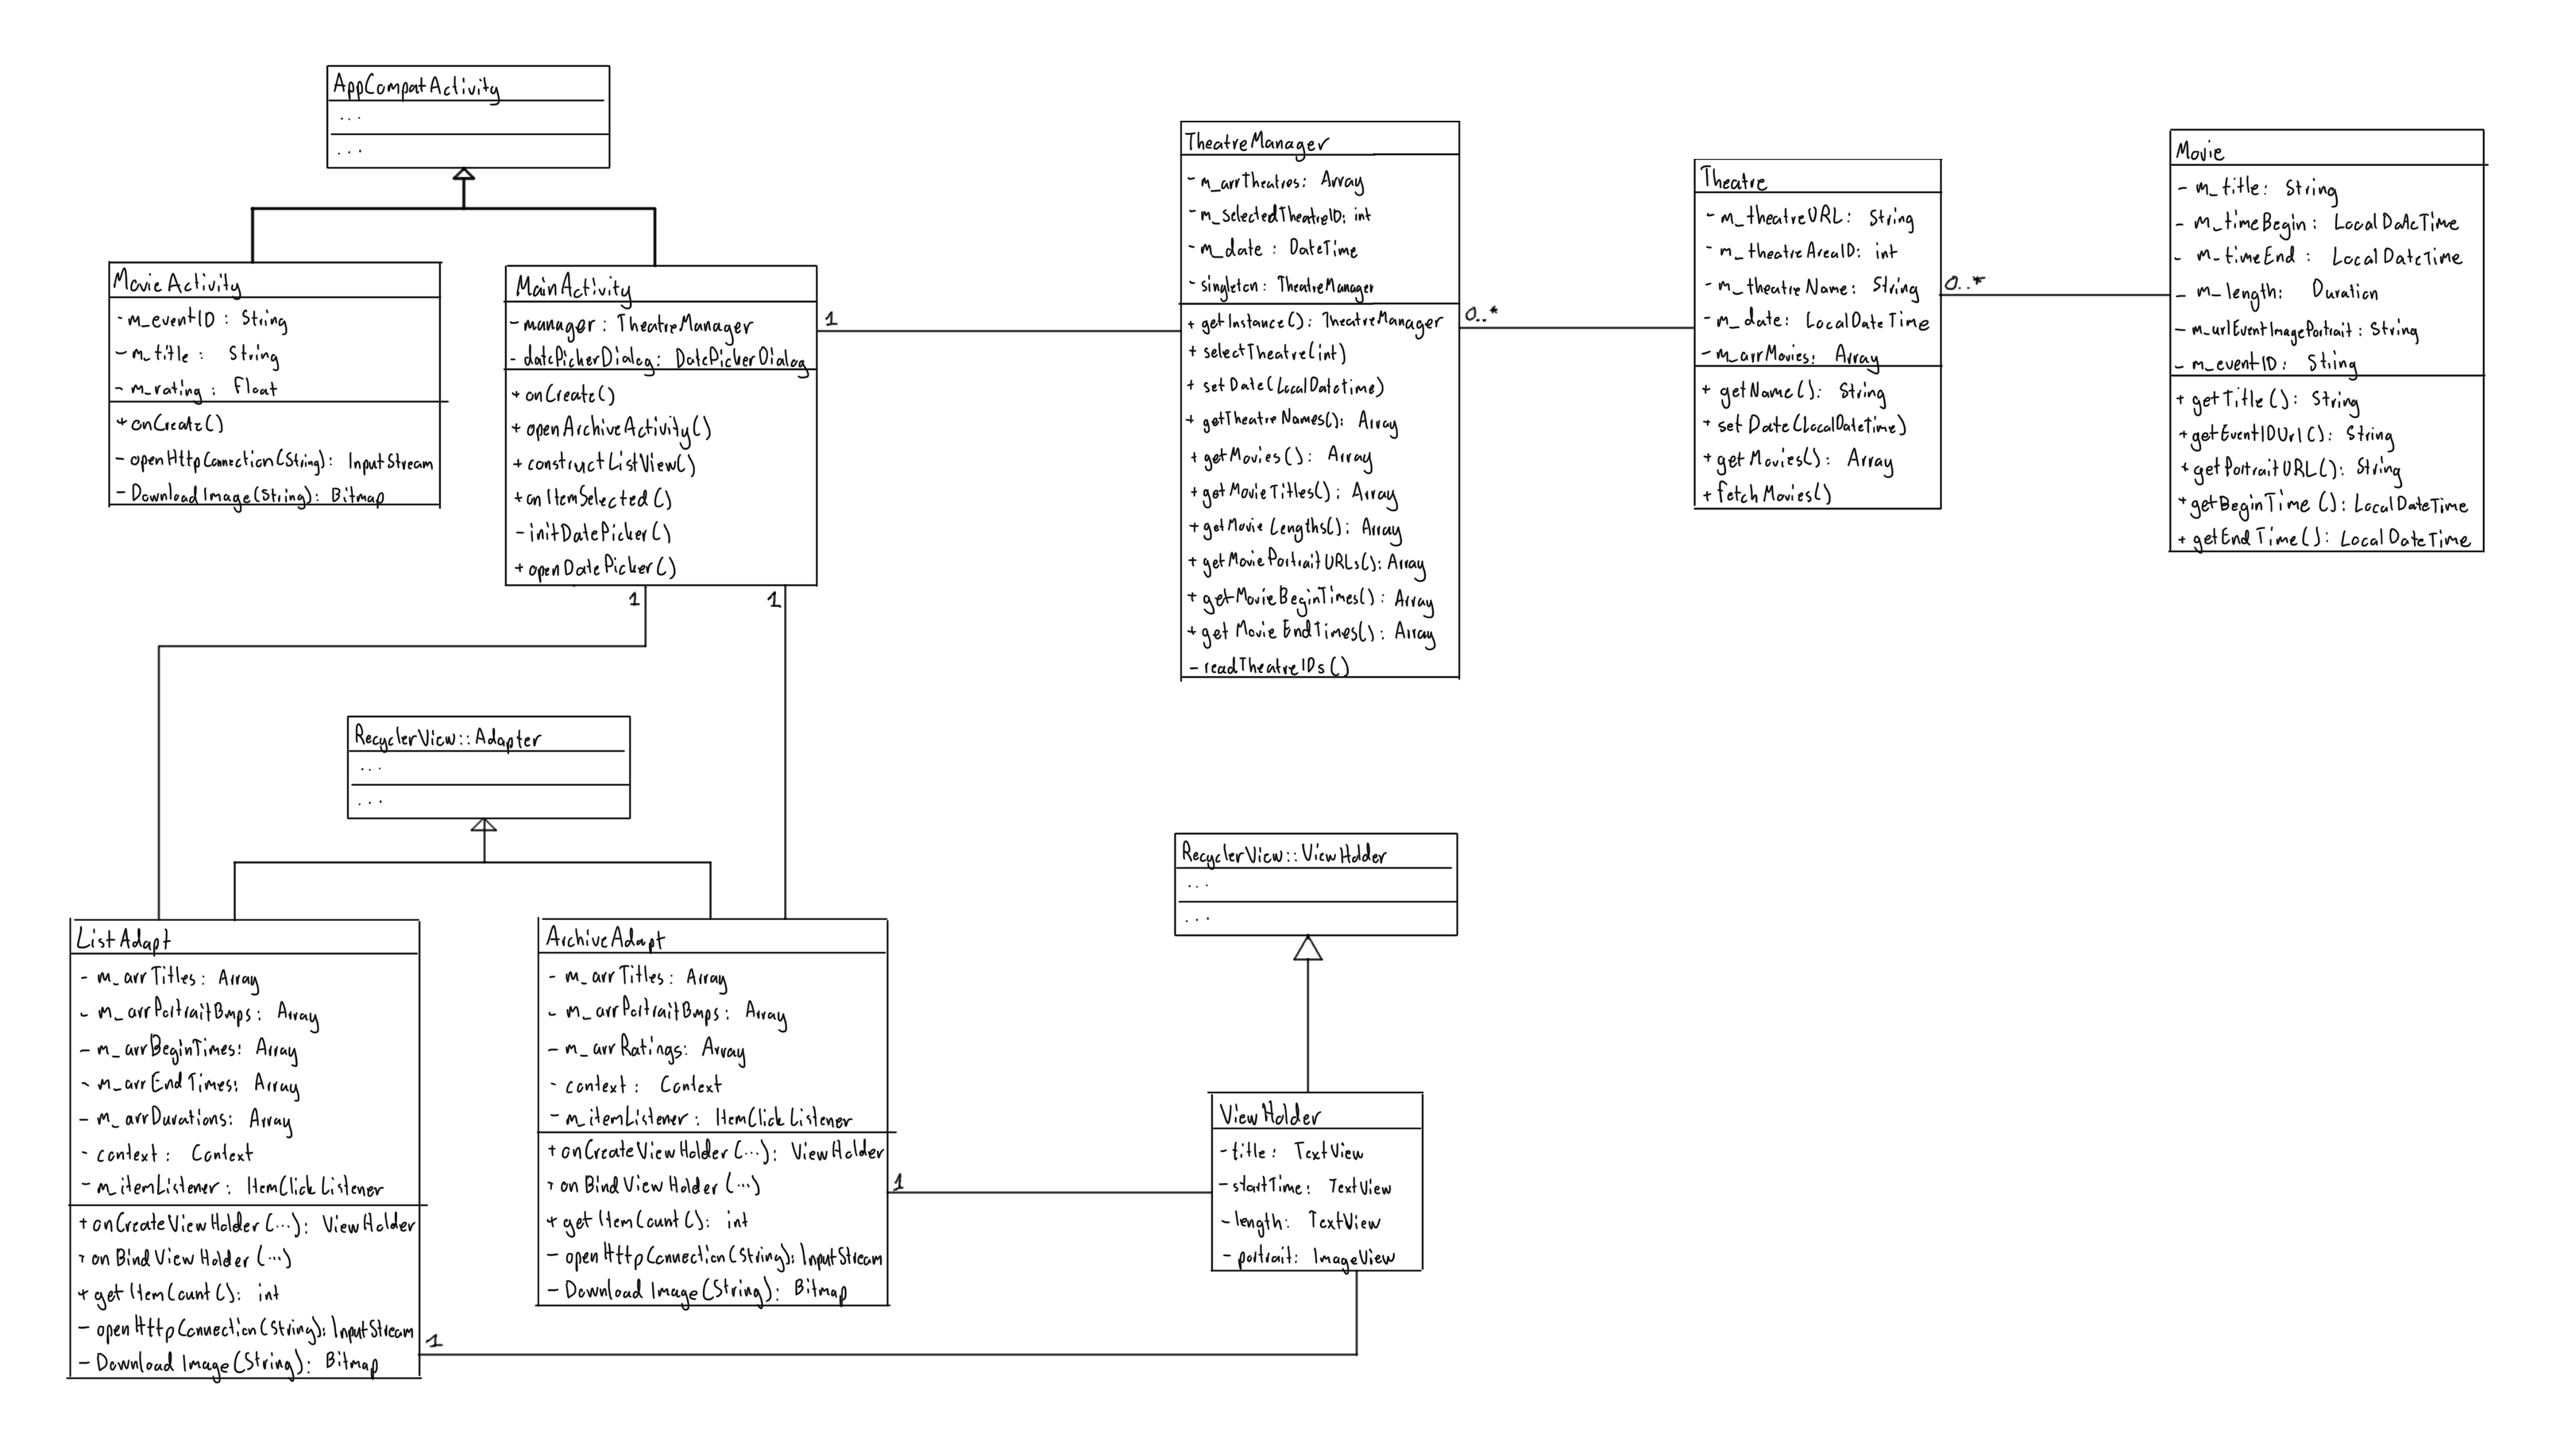 AppCompatActivity
...
...
MovieActivity
- m_eventID : String
- m_title : String
- m_rating : Float
+ onCreate()
- openHttpConnection(String): InputStream
- DownloadImage(String): Bitmap
MainActivity
- manager : TheatreManager
- datePickerDialog: DatePickerDialog
+ onCreate()
+ openArchiveActivity()
+ constructListView()
+ onItemSelected()
- initDatePicker()
+ openDatePicker()
1
1
1
TheatreManager
- m_arrTheatres: Array
- m_selectedTheatreID: int
- m_date : DateTime
- singleton: TheatreManager
+ getInstance(): TheatreManager
+ selectTheatre(int)
+ setDate(LocalDateTime)
+ getTheatreNames(): Array
+ getMovies(): Array
+ getMovieTitles(): Array
+ getMovieLengths(): Array
+ getMoviePortraitURLs(): Array
+ getMovieBeginTimes(): Array
+ getMovieEndTimes(): Array
- readTheatreIDs()
0..*
Theatre
- m_theatreURL: String
- m_theatreAreaID: int
- m_theatreName: String
- m_date: LocalDateTime
- m_arrMovies: Array
+ getName(): String
+ setDate(LocalDateTime)
+ getMovies(): Array
+ fetchMovies()
0..*
Movie
- m_title: String
- m_timeBegin: LocalDateTime
- m_timeEnd : LocalDateTime
- m_length: Duration
- m_urlEventImagePortrait: String
- m_eventID: String
+ getTitle(): String
+ getEventIDUrl(): String
+ getPortraitURL(): String
+ getBeginTime(): LocalDateTime
+ getEndTime(): LocalDateTime
RecyclerView::Adapter
...
...
ListAdapt
- m_arrTitles: Array
- m_arrPortraitBmps: Array
- m_arrBeginTimes: Array
- m_arrEndTimes: Array
- m_arrDurations: Array
- context: Context
- m_itemListener: ItemClickListener
+ onCreateViewHolder(...): ViewHolder
+ onBindViewHolder(...)
+ getItemCount(): int
- openHttpConnection(String): InputStream
- DownloadImage(String): Bitmap
1
ArchiveAdapt
- m_arrTitles: Array
- m_arrPortraitBmps: Array
- m_arrRatings: Array
- context: Context
- m_itemListener: ItemClickListener
+ onCreateViewHolder(...): ViewHolder
+ onBindViewHolder(...)
+ getItemCount(): int
- openHttpConnection(String): InputStream
- DownloadImage(String): Bitmap
1
RecyclerView::ViewHolder
...
...
ViewHolder
- title: TextView
- startTime: TextView
- length: TextView
- portrait: ImageView